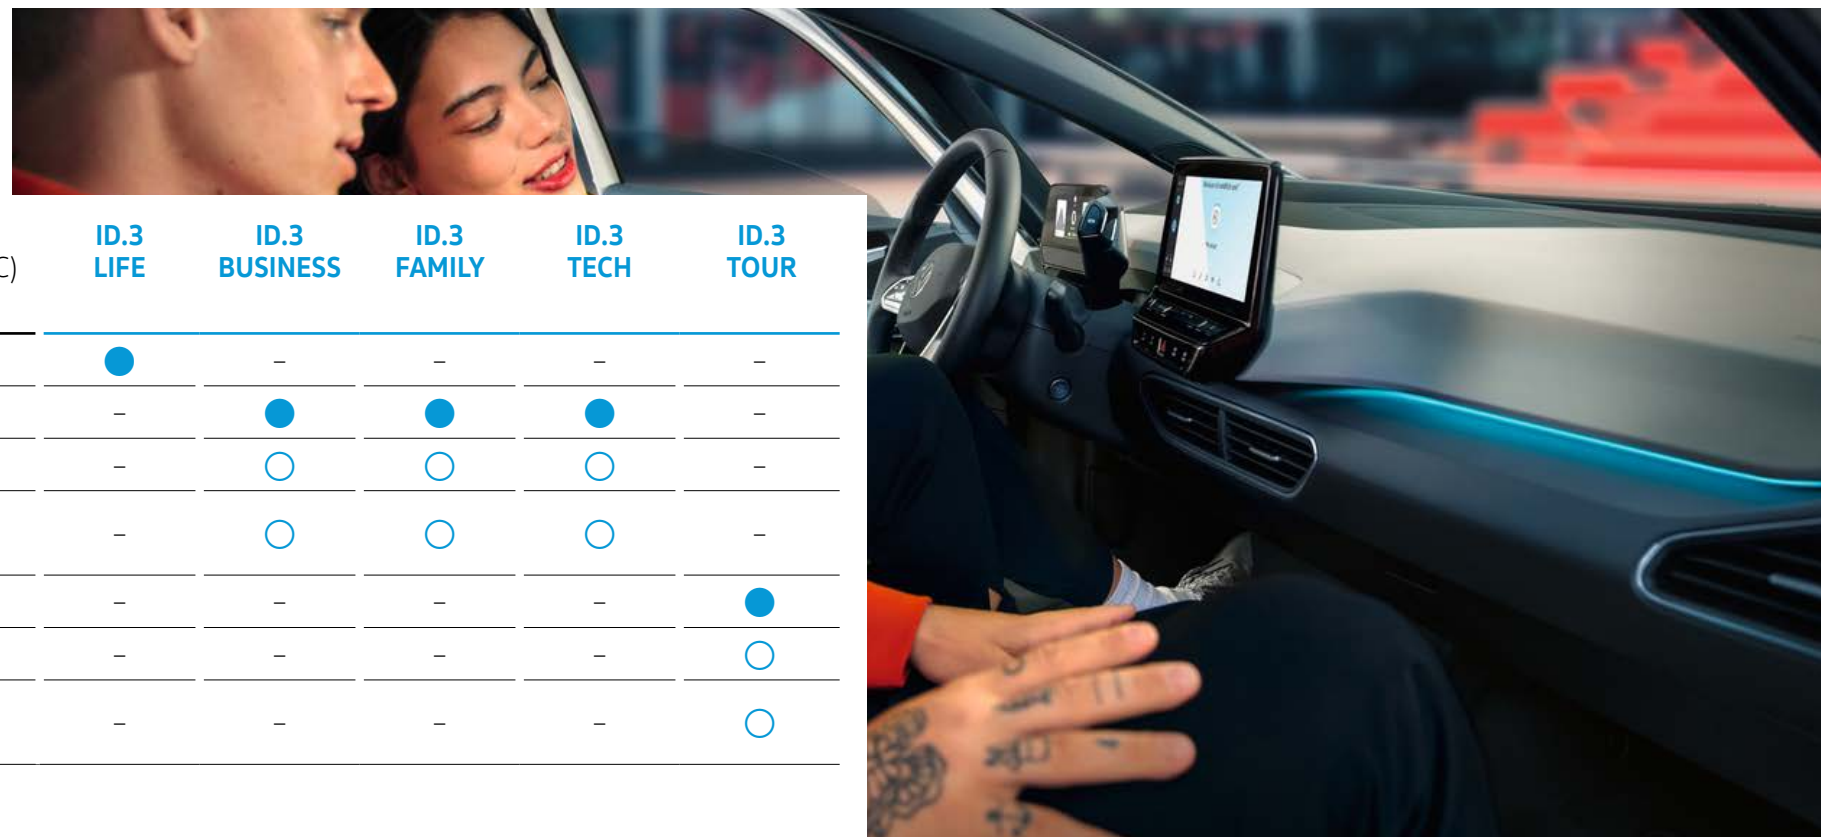 C)
ID.3 LIFE
ID.3 BUSINESS
ID.3 FAMILY
ID.3 TECH
ID.3 TOUR
– – – –
– –
– –
– –
– – – –
– – – –
– – – –